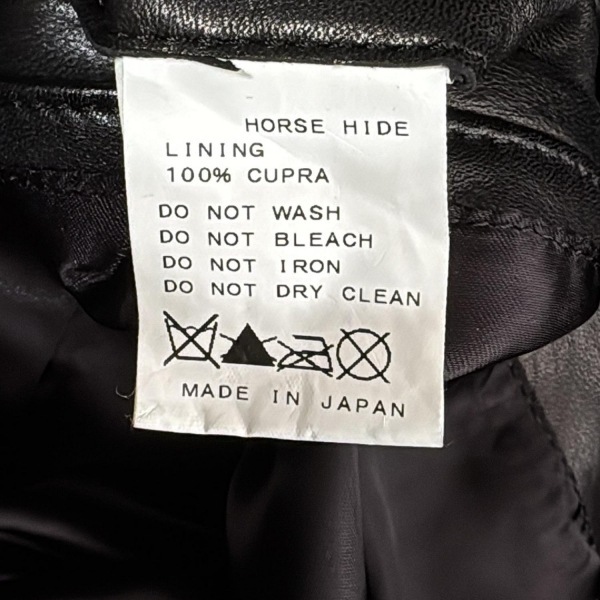 HORSE HIDE
LINING
100% CUPRA
DO NOT WASH
DO NOT BLEACH
DO NOT IRON
DO NOT DRY CLEAN
MADE IN JAPAN